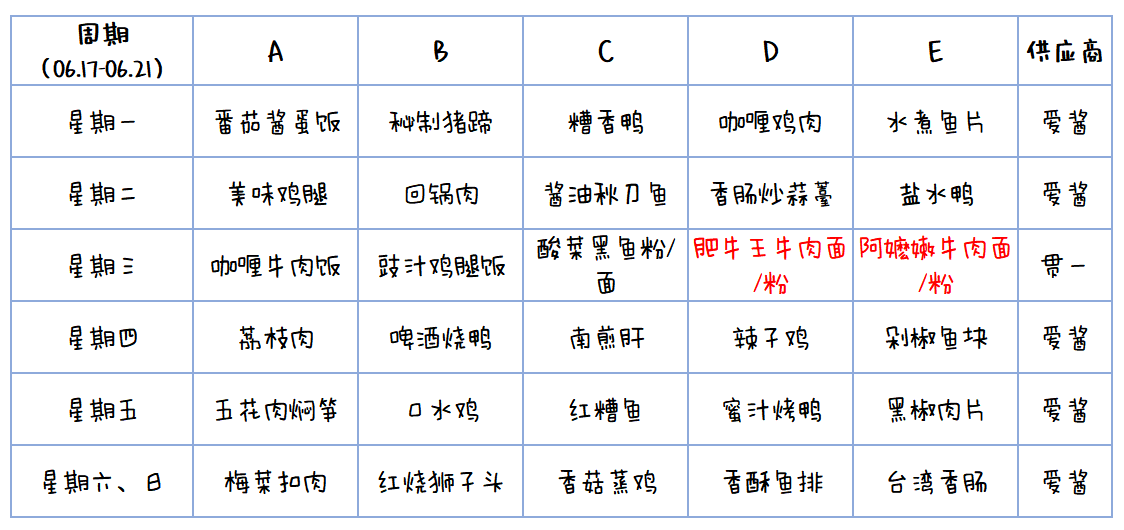 周期
（06.17-06.21）
A
B
C
D
E
供应商
星期一
番茄酱蛋饭
秘制猪蹄
糟香鸭
咖喱鸡肉
水煮鱼片
爱酱
星期二
美味鸡腿
回锅肉
酱油秋刀鱼
香肠炒蒜薹
盐水鸭
爱酱
星期三
咖喱牛肉饭
豉汁鸡腿饭
酸菜黑鱼粉/
面
肥牛王牛肉面
/粉
阿嬷嫩牛肉面
/粉
贯一
星期四
荔枝肉
啤酒烧鸭
南煎肝
辣子鸡
剁椒鱼块
爱酱
星期五
五花肉焖笋
口水鸡
红糟鱼
蜜汁烤鸭
黑椒肉片
爱酱
星期六、日
梅菜扣肉
红烧狮子头
香菇蒸鸡
香酥鱼排
台湾香肠
爱酱